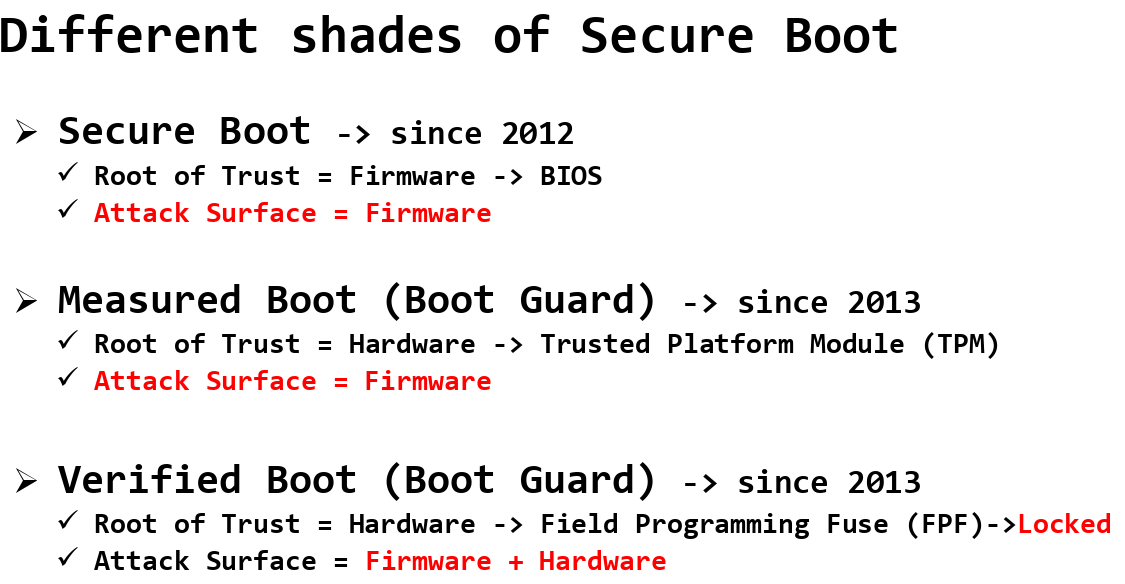 Different shades of Secure Boot
➢ Secure Boot -> since 2012
✓ Root of Trust = Firmware -> BIOS
✓ Attack Surface = Firmware
➢ Measured Boot (Boot Guard) -> since 2013
✓ Root of Trust = Hardware -> Trusted Platform Module (TPM)
✓ Attack Surface = Firmware
➢ Verified Boot (Boot Guard) -> since 2013
✓ Root of Trust = Hardware -> Field Programming Fuse (FPF)->Locked
✓ Attack Surface = Firmware + Hardware